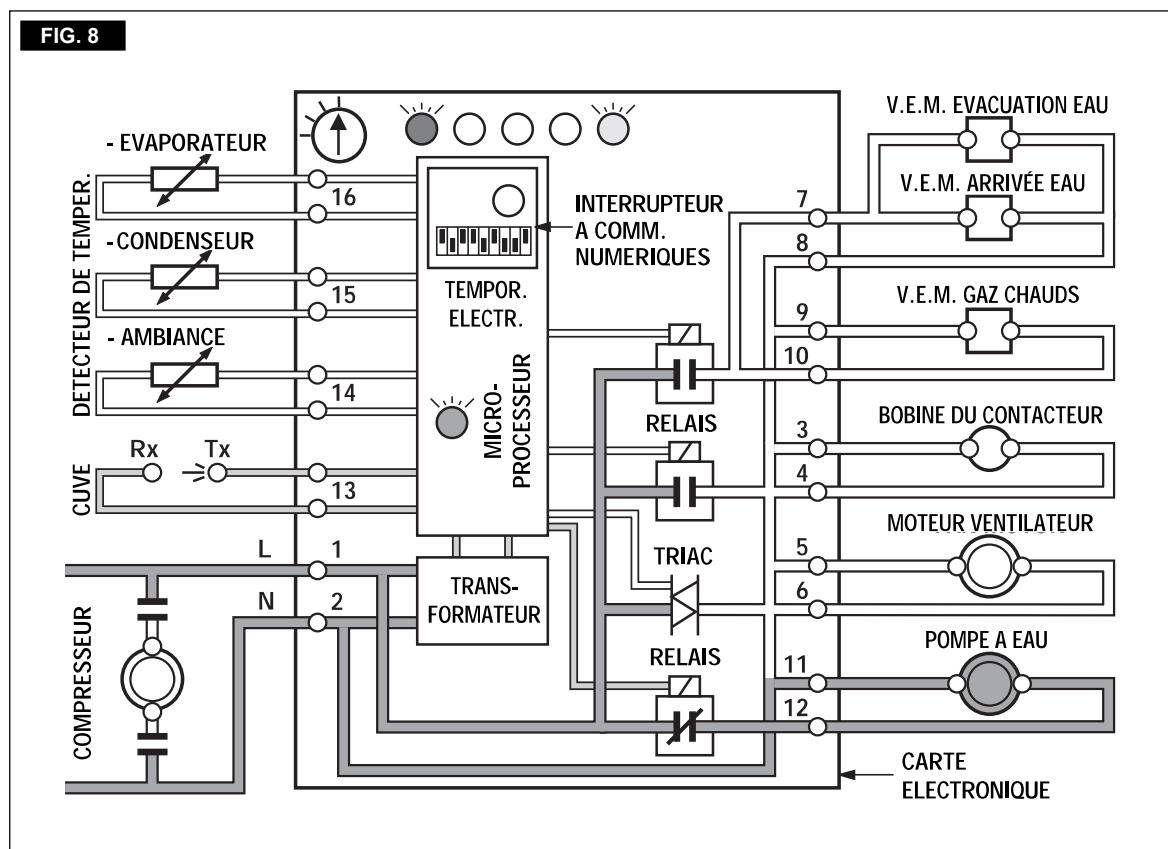 FIG. 8
- EVAPORATEUR
16
-CONDENSEUR
15
- AMBIANCE
14
DETECTEUR DE TEMPER.
Rx
Tx
CUVE
13
L
1
N
2
COMPRESSEUR
INTERRUPTEUR
A COMM.
NUMERIQUES
TEMPOR.
ELECTR.
MICRO-
PROCESSEUR
TRANS-
FORMATEUR
RELAIS
TRIAC
RELAIS
V.E.M. EVACUATION EAU
V.E.M. ARRIVÉE EAU
7
8
V.E.M. GAZ CHAUDS
9
10
BOBINE DU CONTACTEUR
3
4
MOTEUR VENTILATEUR
5
6
POMPE A EAU
11
12
CARTE
ELECTRONIQUE